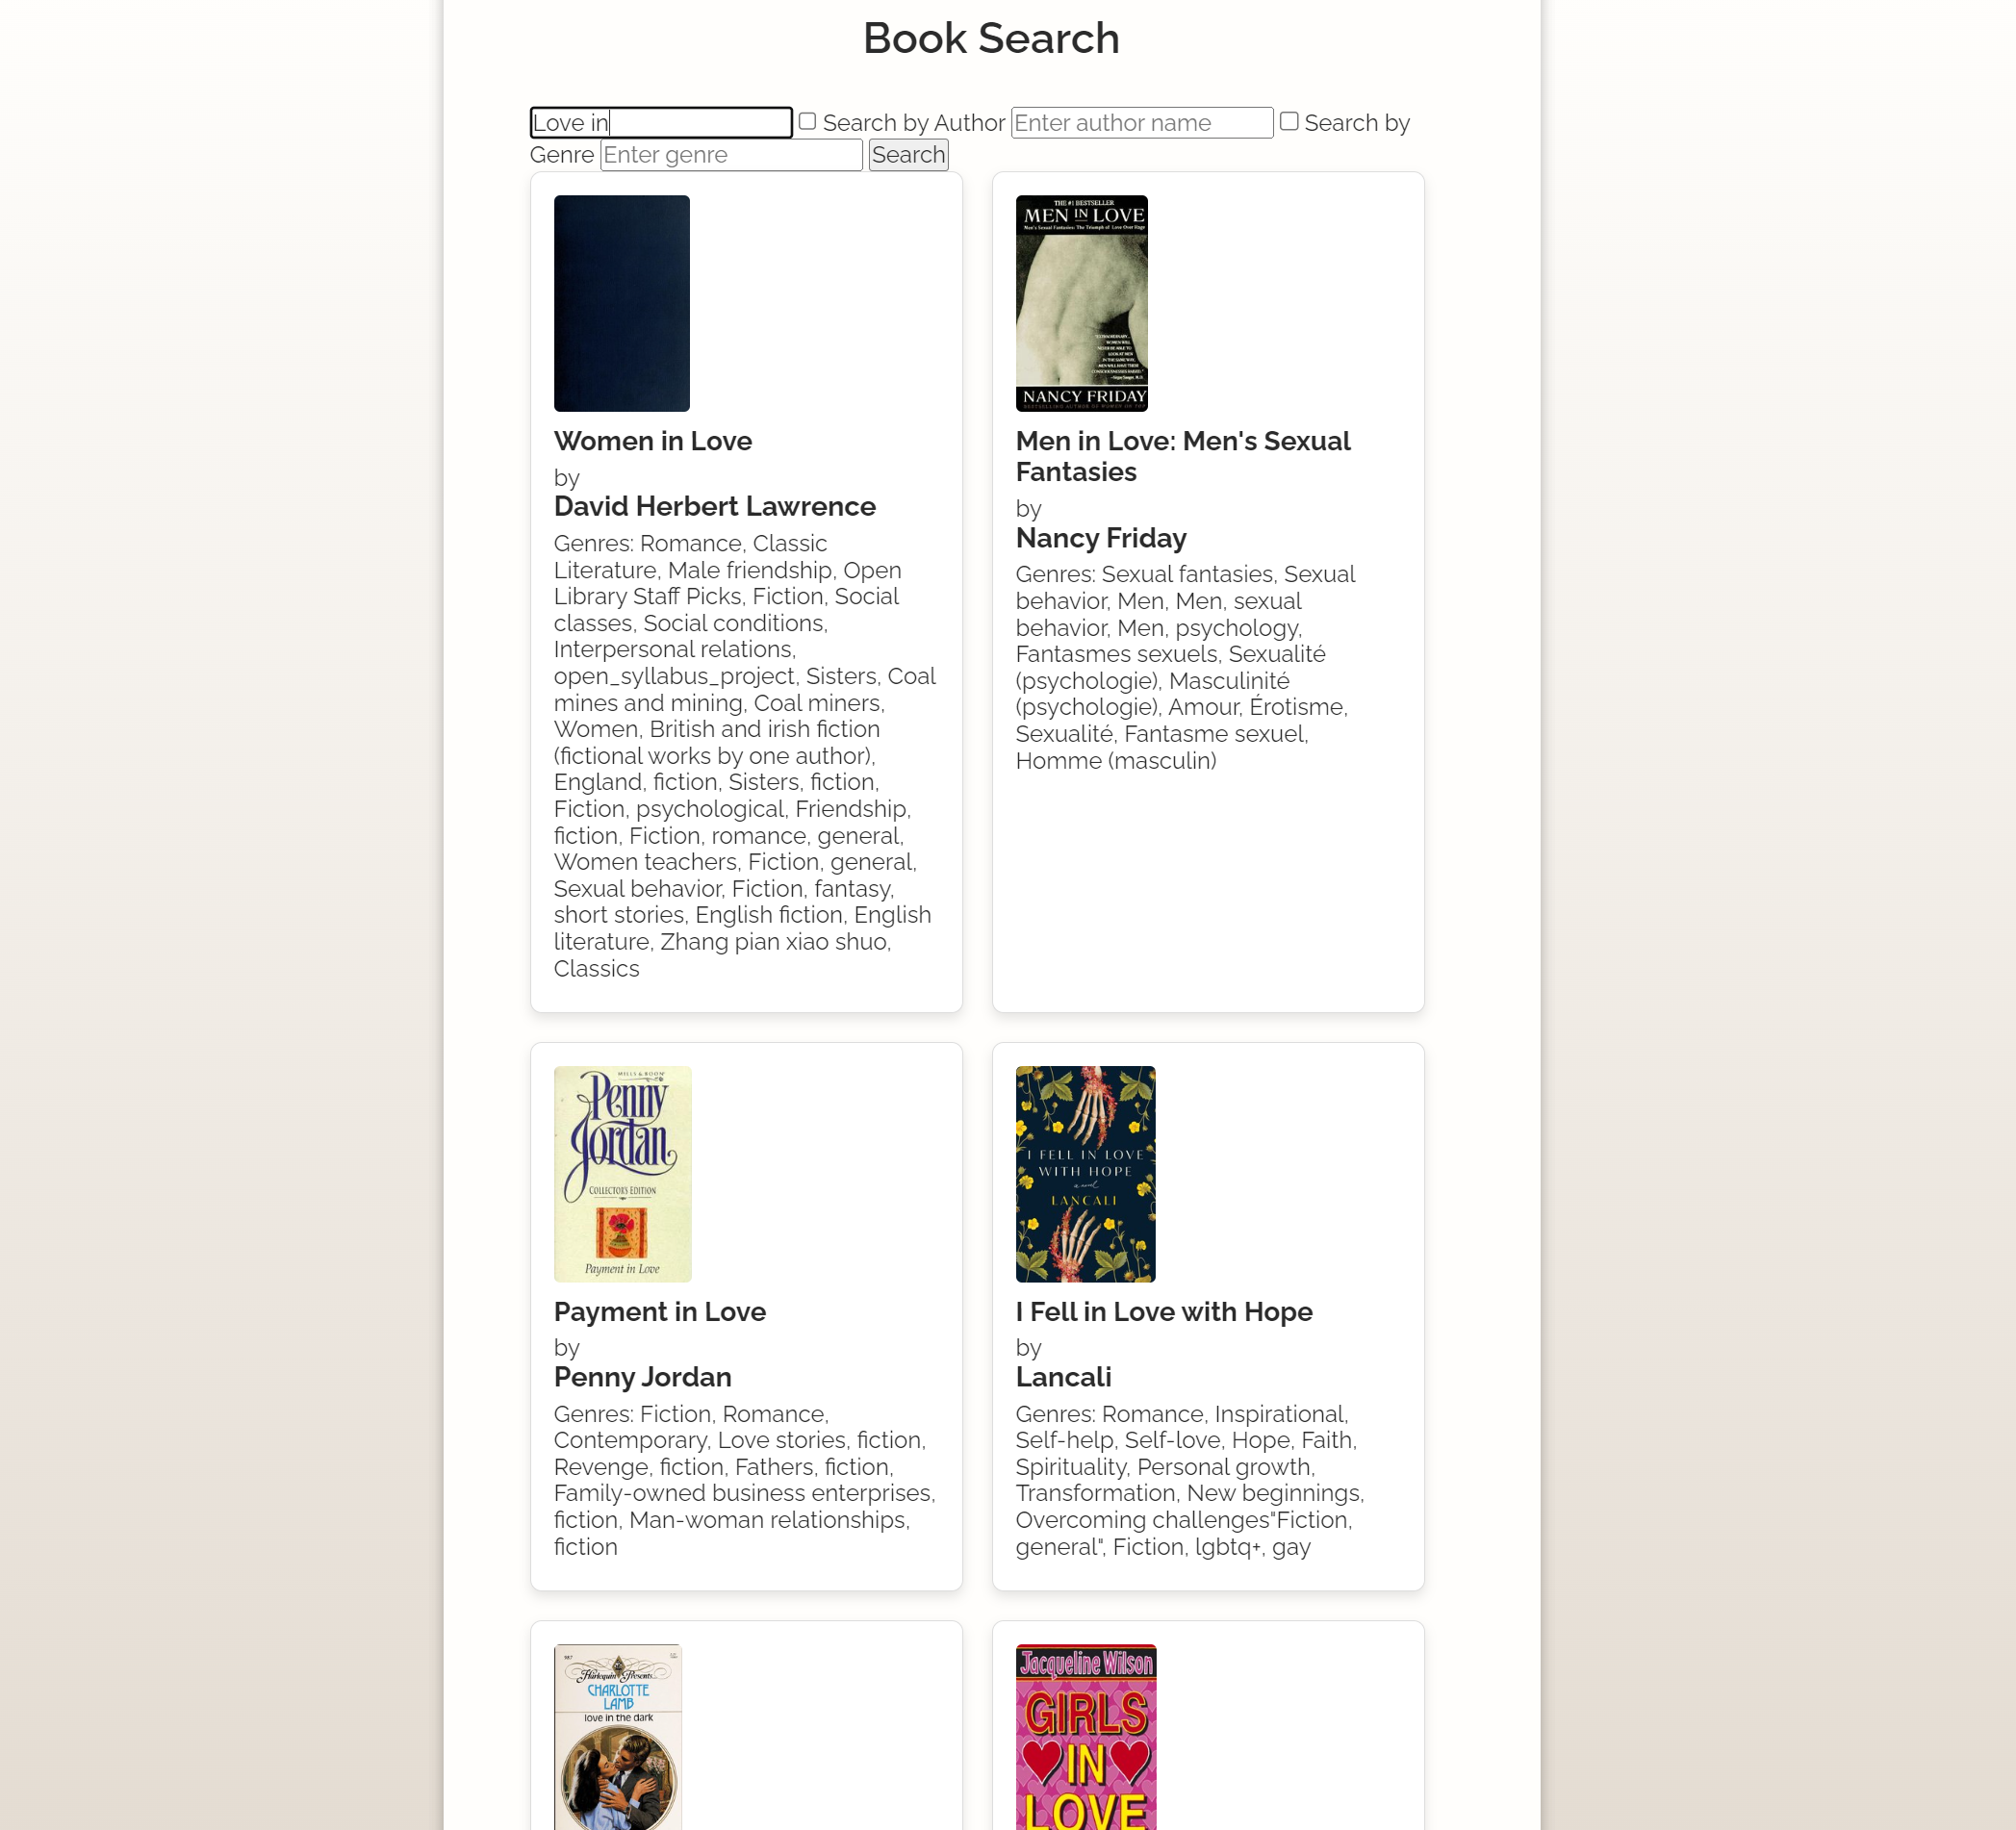 Book Search
Love in Search by Author Enter author name Search by
Genre Enter genre Search
THE #1 BESTSELLER
MEN IN LOVE
Men's Sexual Fantasies: The Triumph of Love Over Rage
NANCY FRIDAY
Women in Love
by
David Herbert Lawrence
Genres: Romance, Classic
Literature, Male friendship, Open
Library Staff Picks, Fiction, Social
classes, Social conditions,
Interpersonal relations,
open_syllabus_project, Sisters, Coal
mines and mining, Coal miners,
Women, British and irish fiction
(fictional works by one author),
England, fiction, Sisters, fiction,
Fiction, psychological, Friendship,
fiction, Fiction, romance, general,
Women teachers, Fiction, general,
Sexual behavior, Fiction, fantasy,
short stories, English fiction, English
literature, Zhang pian xiao shuo,
Classics
Men in Love: Men's Sexual
Fantasies
by
Nancy Friday
Genres: Sexual fantasies, Sexual
behavior, Men, Men, sexual
behavior, Men, psychology,
Fantasmes sexuels, Sexualité
(psychologie), Masculinité
(psychologie), Amour, Érotisme,
Sexualité, Fantasme sexuel,
Homme (masculin)
MILLS & BOON
Penny
Jordan
COLLECTOR'S EDITION
Payment in Love
Payment in Love
by
Penny Jordan
Genres: Fiction, Romance,
Contemporary, Love stories, fiction,
Revenge, fiction, Fathers, fiction,
Family-owned business enterprises,
fiction, Man-woman relationships,
fiction
I FELL IN LOVE
WITH HOPE
a novel
LANCALI
I Fell in Love with Hope
by
Lancali
Genres: Romance, Inspirational,
Self-help, Self-love, Hope, Faith,
Spirituality, Personal growth,
Transformation, New beginnings,
Overcoming challenges"Fiction,
general", Fiction, lgbtq+, gay
Harlequin Presents
CHARLOTTE
LAMB
love in the dark
Jacqueline Wilson
GIRLS
IN
LOVE